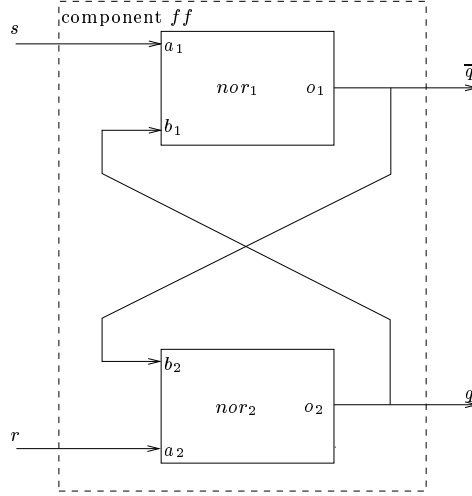 component ff
s
a₁
nor₁
o₁
q̅
b₁
b₂
nor₂
o₂
q
r
a₂